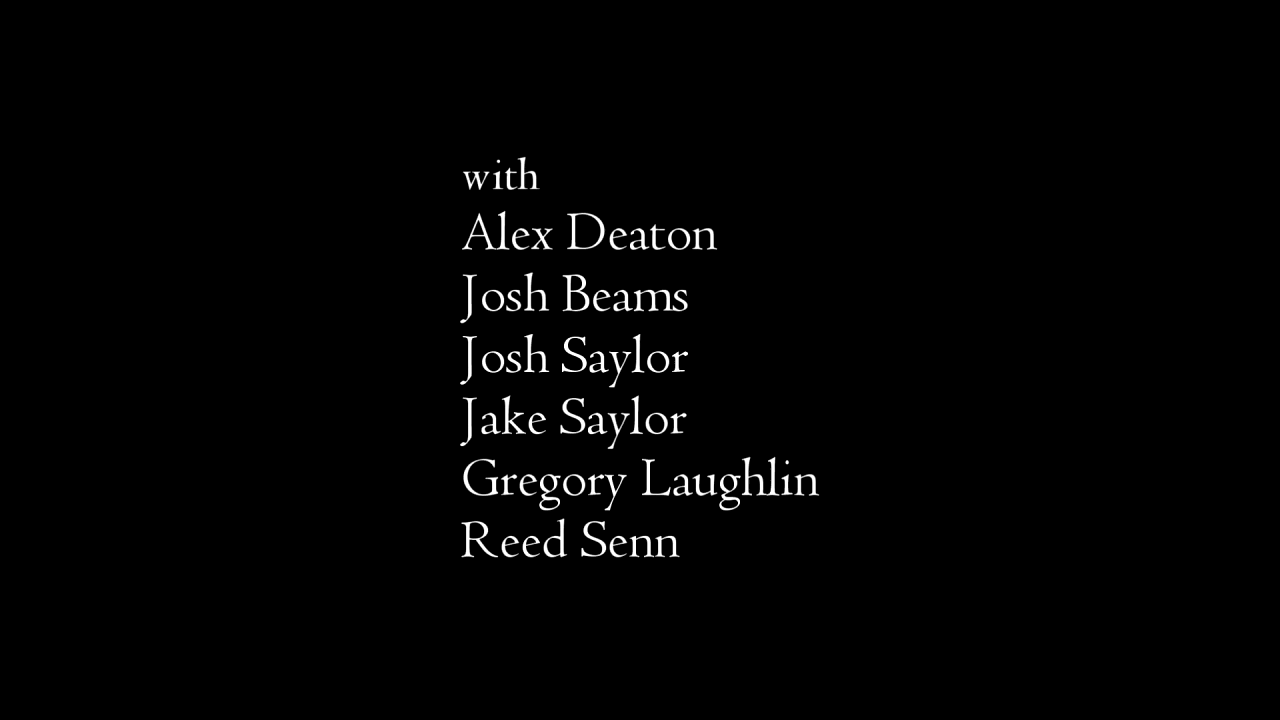 with
Alex Deaton
Josh Beams
Josh Saylor
Jake Saylor
Gregory Laughlin
Reed Senn